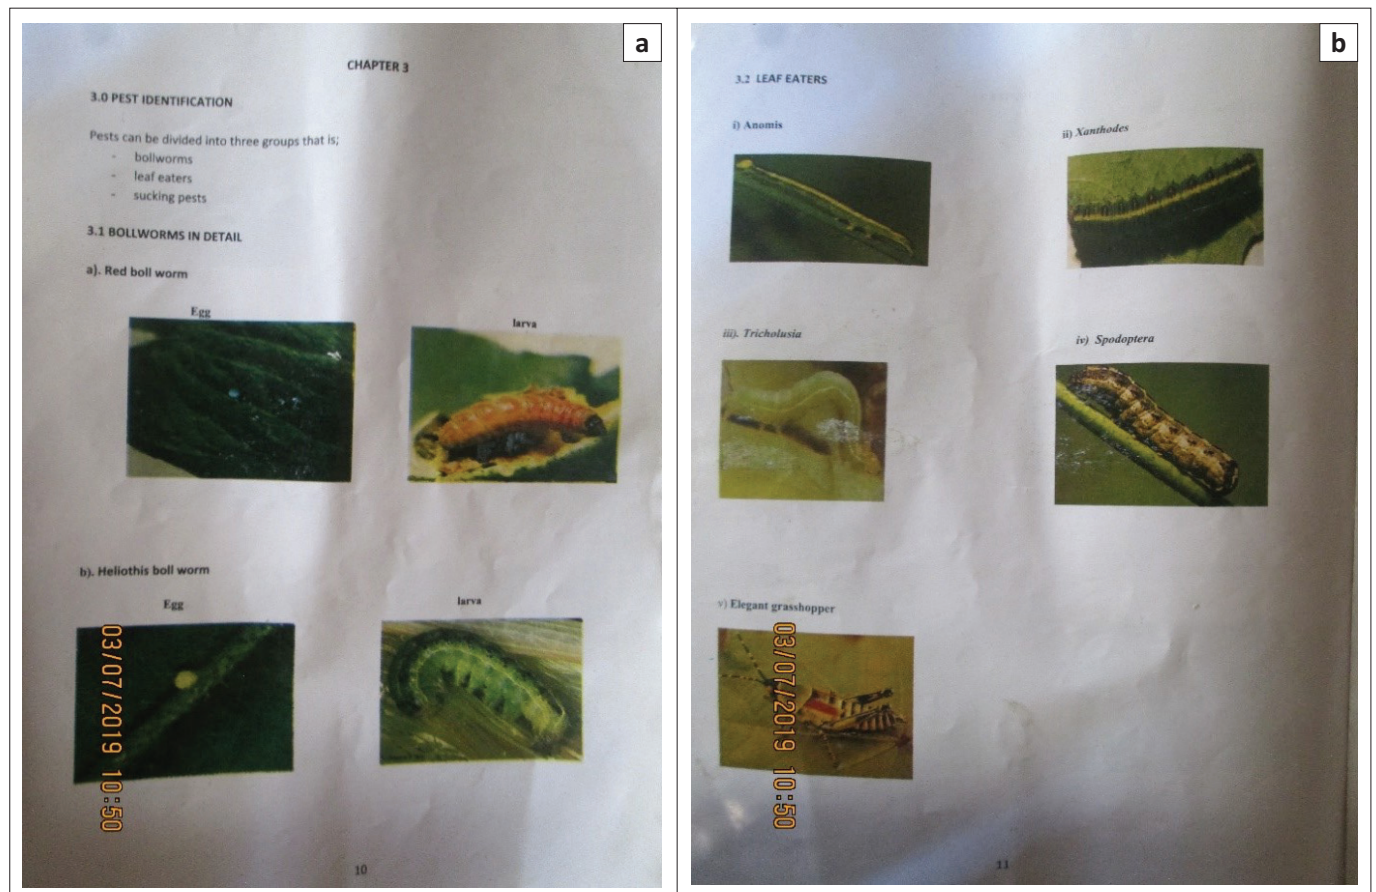 a
CHAPTER 3
3.0 PEST IDENTIFICATION
Pests can be divided into three groups that is;
- bollworms
- leaf eaters
- sucking pests
3.1 BOLLWORMS IN DETAIL
a). Red boll worm
Egg
larva
b). Heliothis boll worm
Egg
larva
03/07/2019 10:50
10
b
3.2 LEAF EATERS
i) Anomis
ii) Xanthodes
iii). Tricholusia
iv) Spodoptera
v) Elegant grasshopper
03/07/2019 10:50
11